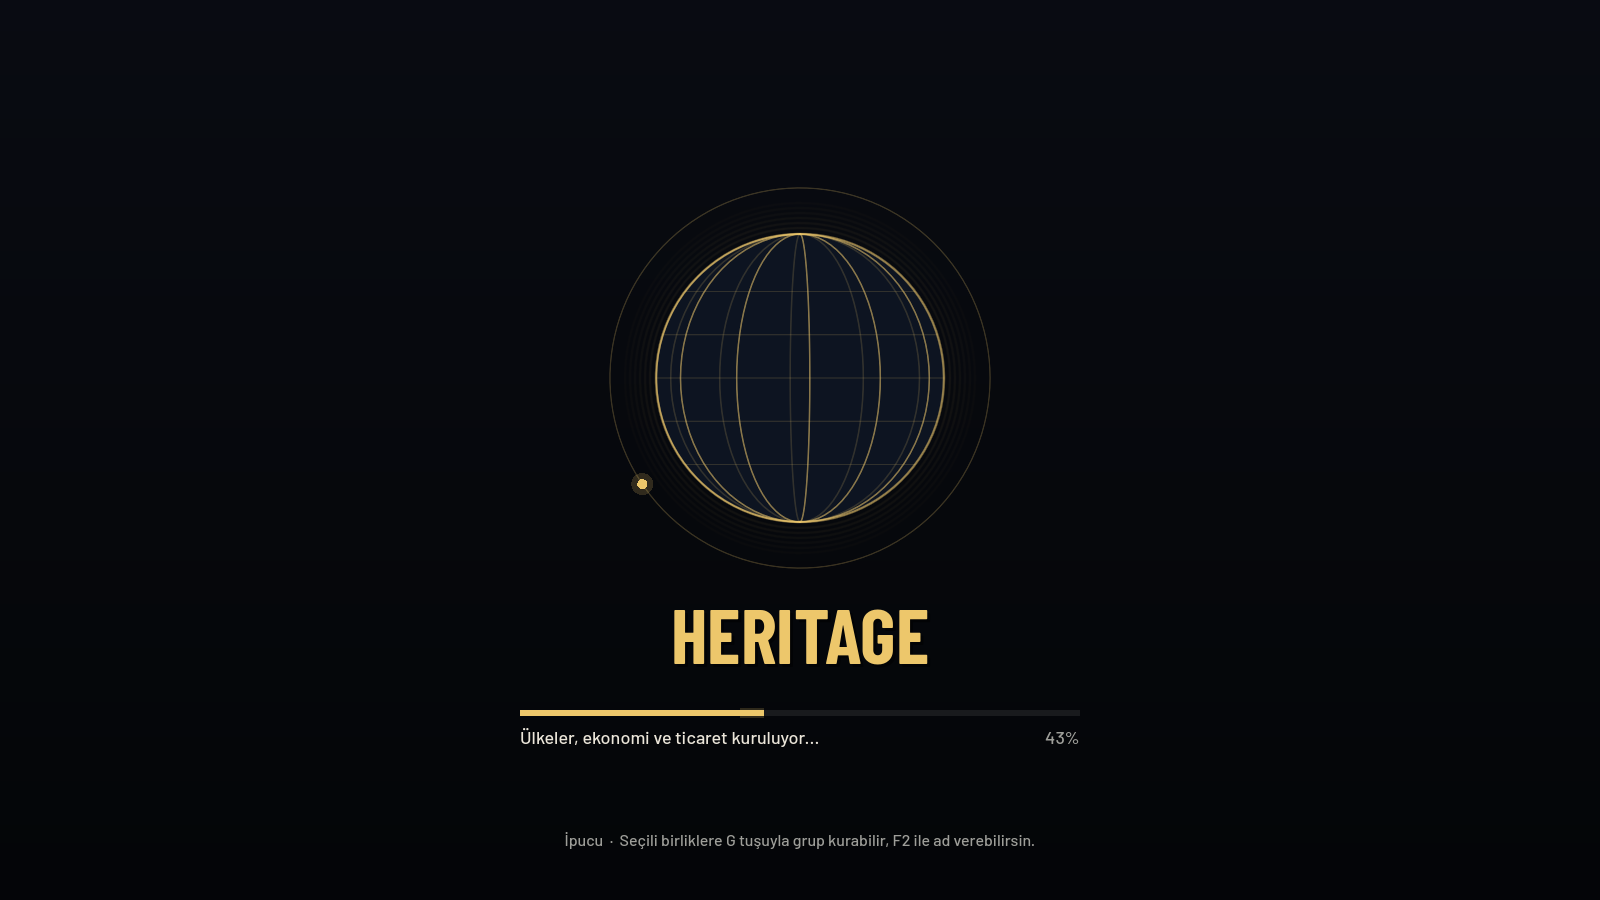 HERITAGE
Ülkeler, ekonomi ve ticaret kuruluyor...
43%
İpucu · Seçili birliklere G tuşuyla grup kurabilir, F2 ile ad verebilirsin.